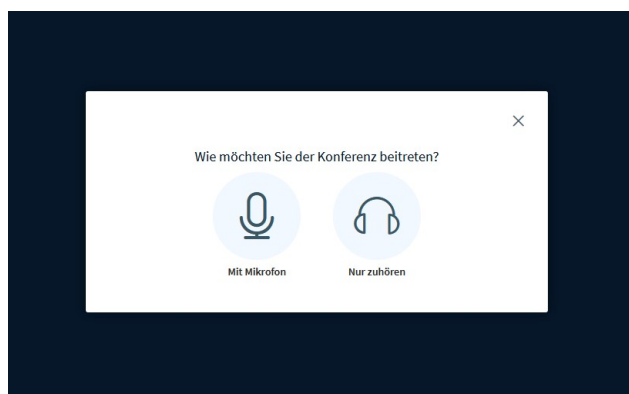 Wie möchten Sie der Konferenz beitreten?
Mit Mikrofon
Nur zuhören